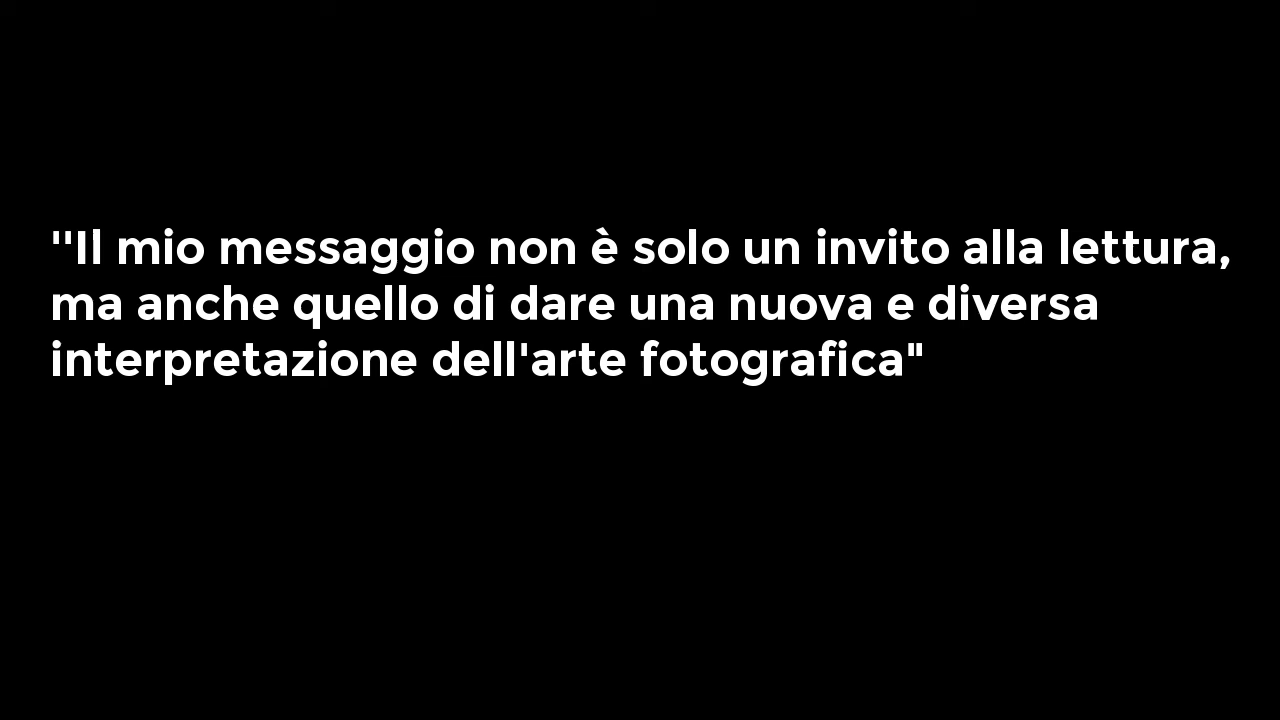 ''Il mio messaggio non è solo un invito alla lettura,
ma anche quello di dare una nuova e diversa
interpretazione dell'arte fotografica"